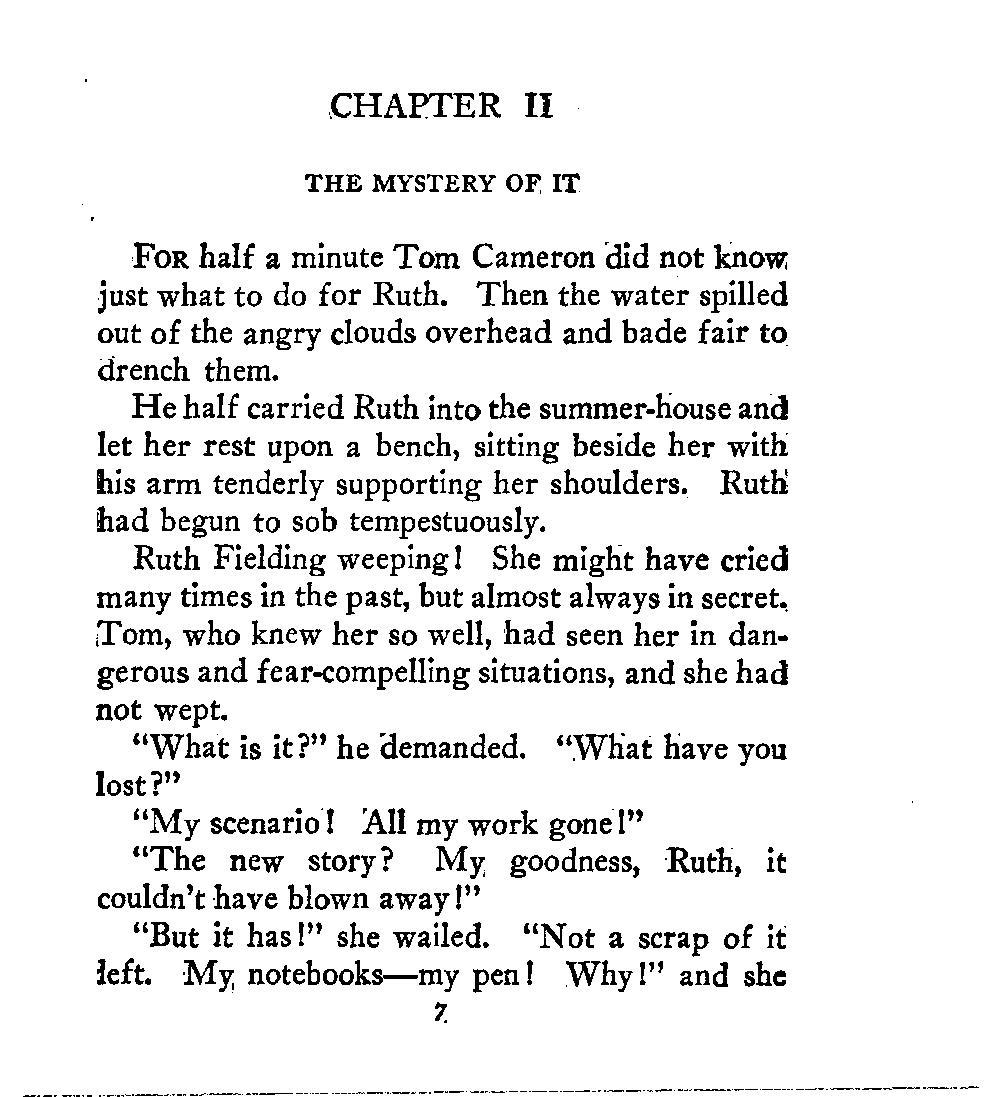 CHAPTER II
THE MYSTERY OF IT
FOR half a minute Tom Cameron did not know
just what to do for Ruth. Then the water spilled
out of the angry clouds overhead and bade fair to
drench them.
He half carried Ruth into the summer-house and
let her rest upon a bench, sitting beside her with
his arm tenderly supporting her shoulders. Ruth
had begun to sob tempestuously.
Ruth Fielding weeping! She might have cried
many times in the past, but almost always in secret.
Tom, who knew her so well, had seen her in dan-
gerous and fear-compelling situations, and she had
not wept.
“What is it?” he demanded. “What have you
lost?”
“My scenario! All my work gone!”
“The new story? My goodness, Ruth, it
couldn’t have blown away!”
“But it has!” she wailed. “Not a scrap of it
left. My notebooks—my pen! Why!” and she
7